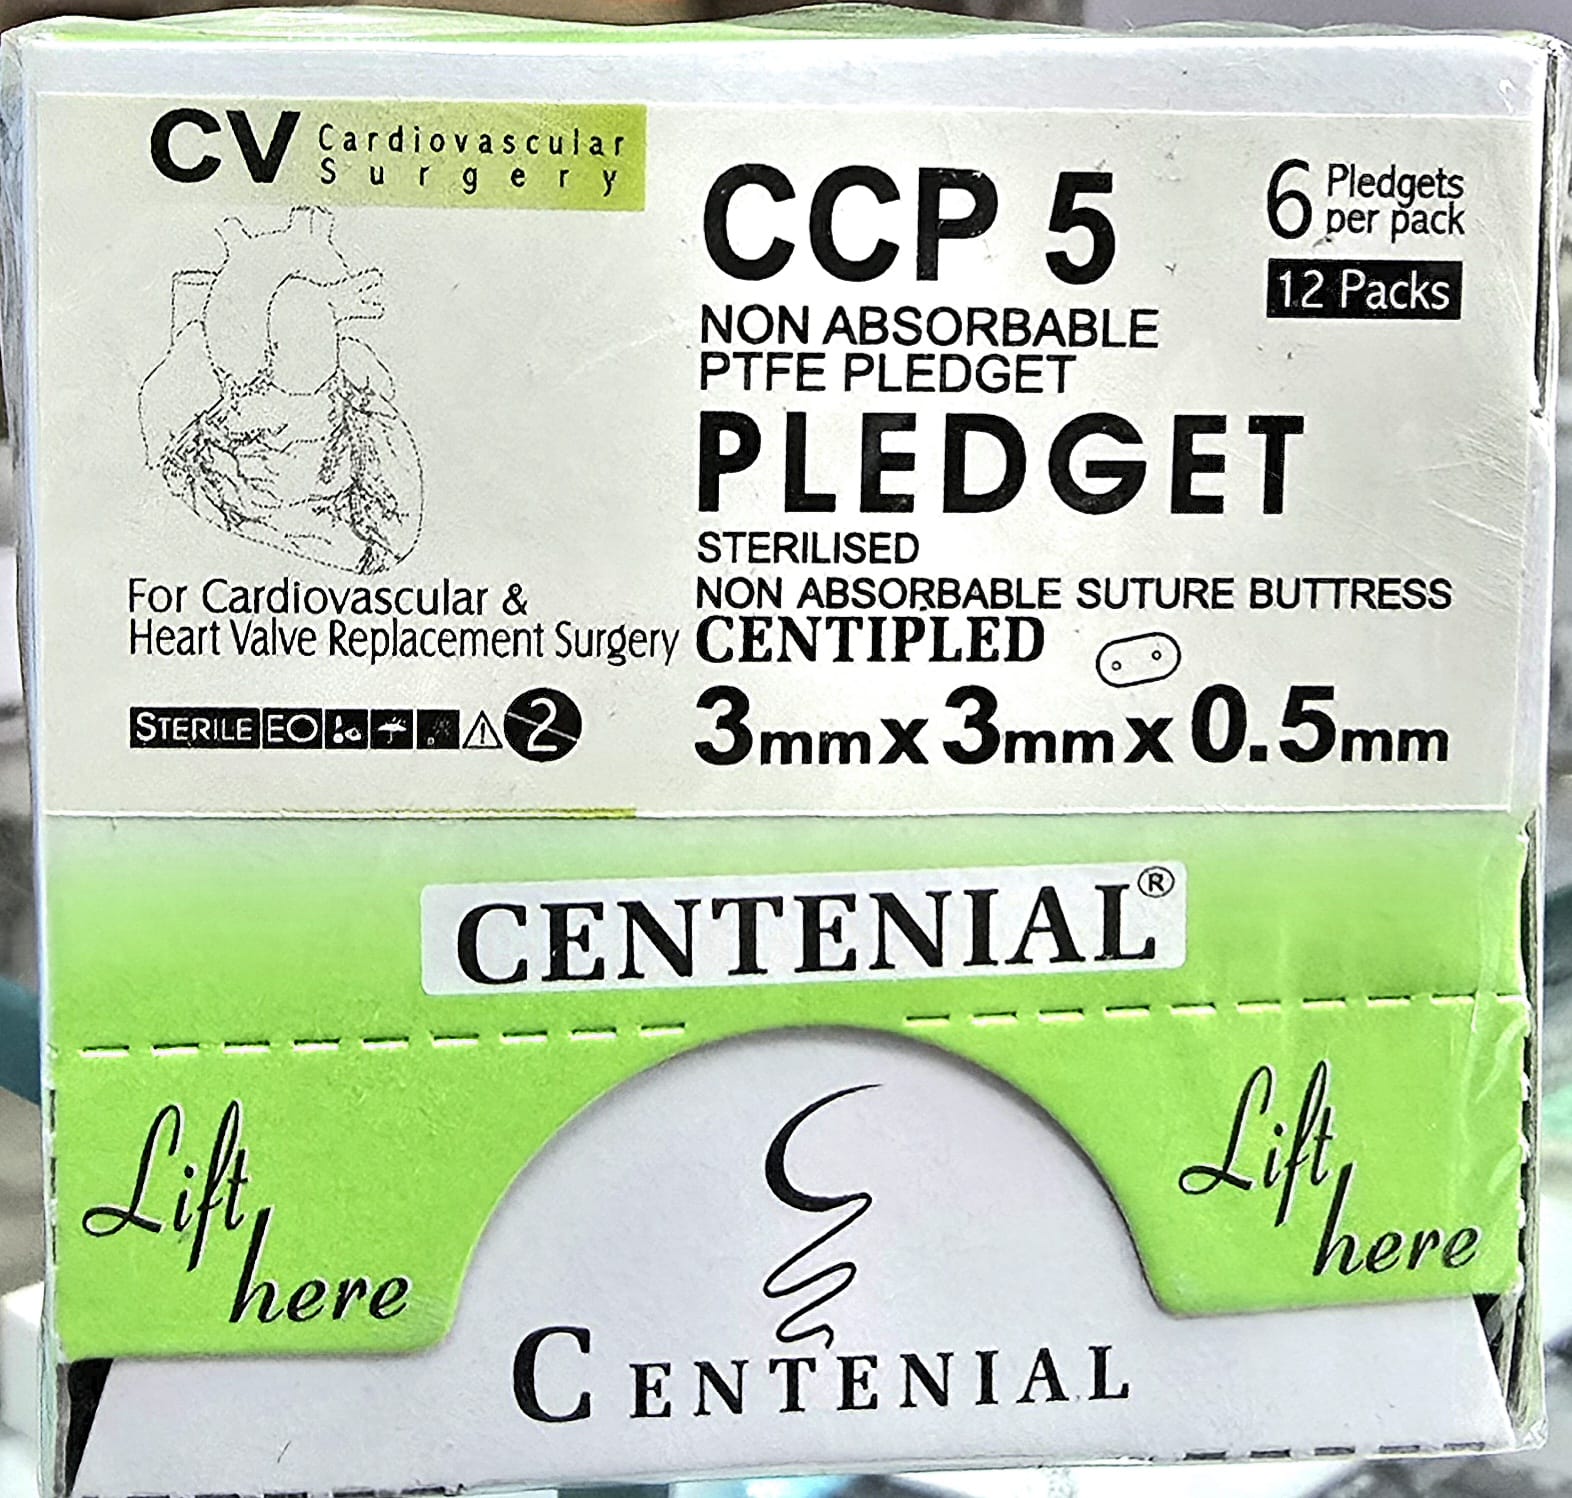 CV Cardiovascular
Surgery
CCP 5
6 Pledgets
per pack
12 Packs
NON ABSORBABLE
PTFE PLEDGET
PLEDGET
STERILISED
NON ABSORBABLE SUTURE BUTTRESS
CENTIPLED
3mm x 3mm x 0.5mm
For Cardiovascular &
Heart Valve Replacement Surgery
STERILE EO 2
CENTENIAL®
Lift
here
Lift
here
CENTENIAL